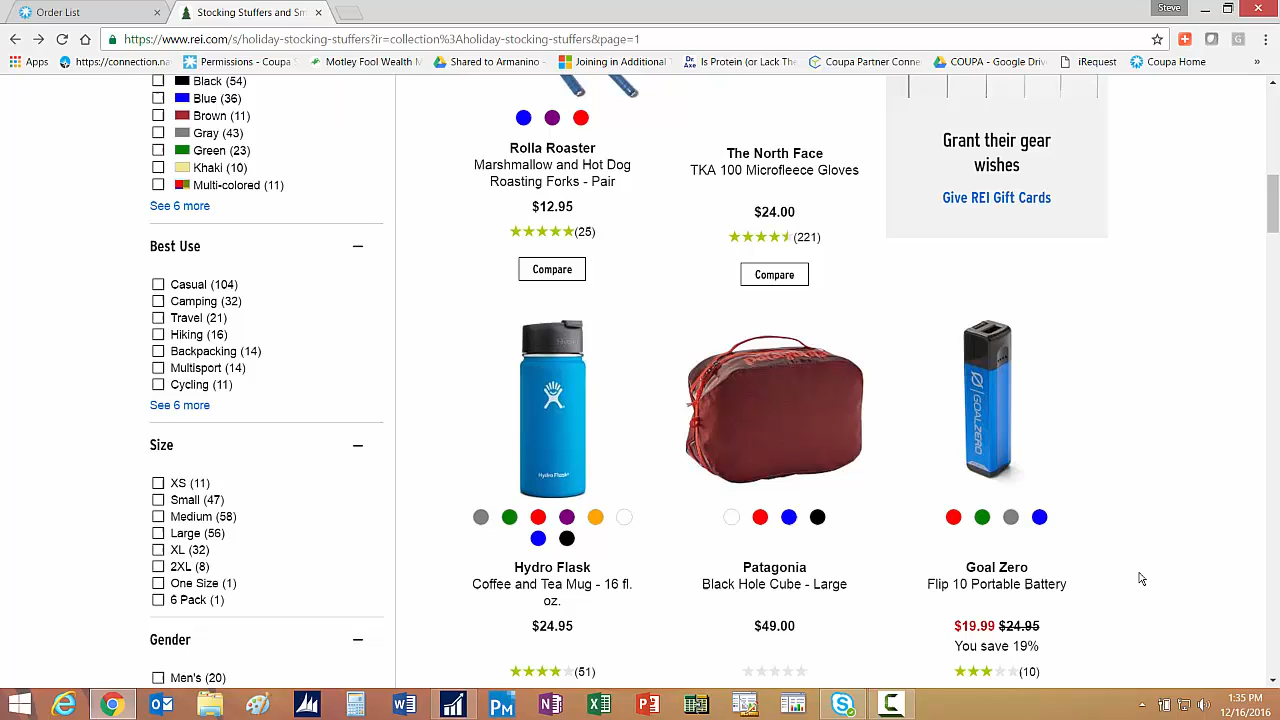 Order List
Stocking Stuffers and Sm
Steve
https://www.rei.com/s/holiday-stocking-stuffers?ir=collection%3Aholiday-stocking-stuffers&page=1
Apps
https://connection.na
Permissions - Coupa S
Motley Fool Wealth M
Shared to Armanino -
Joining in Additional T
Is Protein (or Lack The
Coupa Partner Conne
COUPA - Google Driv
iRequest
Coupa Home
»
Black (54)
Blue (36)
Brown (11)
Gray (43)
Green (23)
Khaki (10)
Multi-colored (11)
See 6 more
Best Use
Casual (104)
Camping (32)
Travel (21)
Hiking (16)
Backpacking (14)
Multisport (14)
Cycling (11)
See 6 more
Size
XS (11)
Small (47)
Medium (58)
Large (56)
XL (32)
2XL (8)
One Size (1)
6 Pack (1)
Gender
Men's (20)
Rolla Roaster
Marshmallow and Hot Dog
Roasting Forks - Pair
$12.95
(25)
Compare
The North Face
TKA 100 Microfleece Gloves
$24.00
(221)
Compare
Grant their gear
wishes
Give REI Gift Cards
Hydro Flask
GOAL ZERO
Hydro Flask
Coffee and Tea Mug - 16 fl.
oz.
$24.95
(51)
Patagonia
Black Hole Cube - Large
$49.00
Goal Zero
Flip 10 Portable Battery
$19.99 $24.95
You save 19%
(10)
1:35 PM
12/16/2016